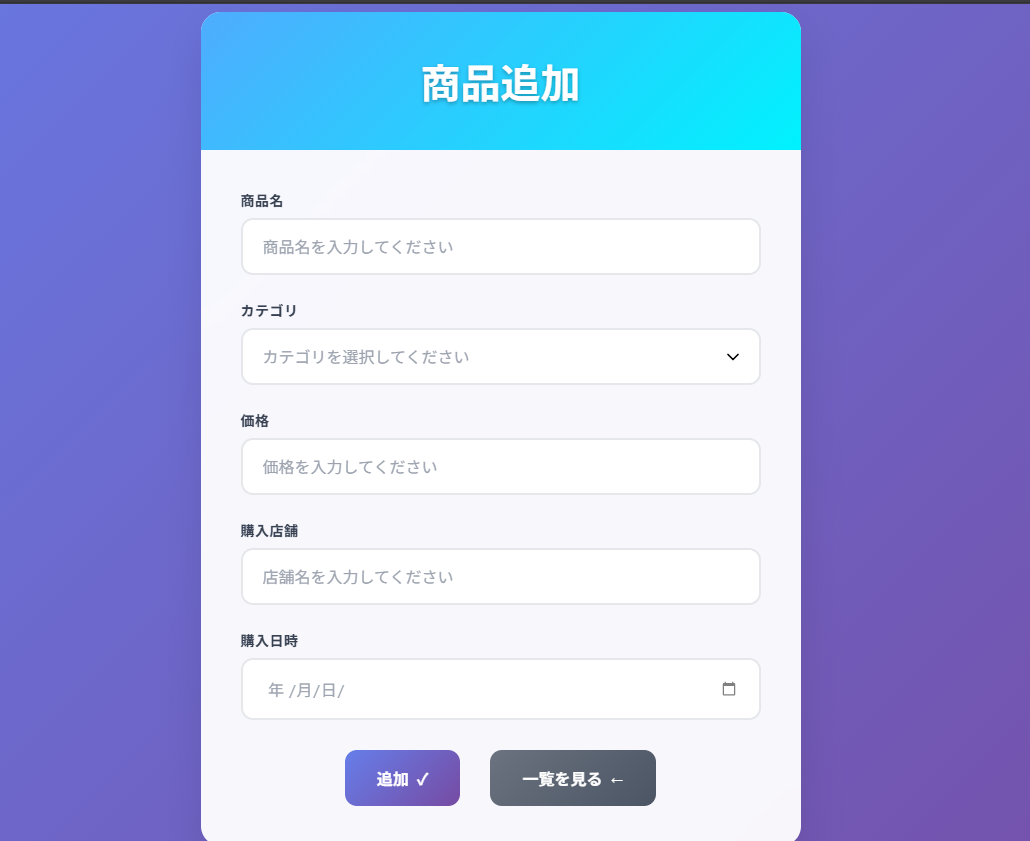 商品追加
商品名
商品名を入力してください
カテゴリ
カテゴリを選択してください
価格
価格を入力してください
購入店舗
店舗名を入力してください
購入日時
年 /月/日/
追加 ✓
一覧を見る ←